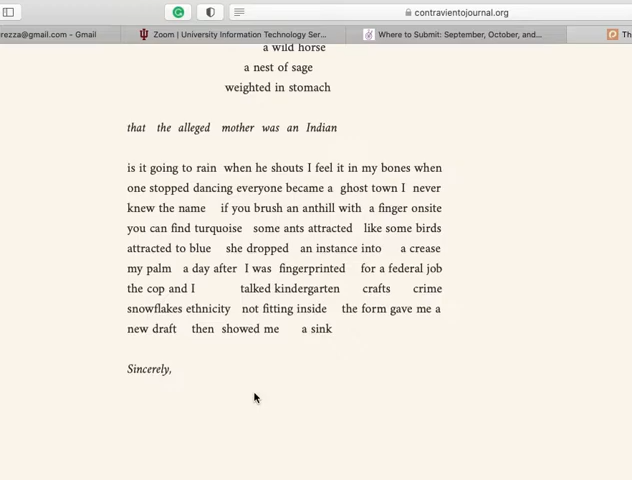 contravientojournal.org
rezza@gmail.com - Gmail
Zoom | University Information Technology Ser...
Where to Submit: September, October, and...
Th
a wild horse
a nest of sage
weighted in stomach
that the alleged mother was an Indian
is it going to rain when he shouts I feel it in my bones when
one stopped dancing everyone became a ghost town I never
knew the name if you brush an anthill with a finger onsite
you can find turquoise some ants attracted like some birds
attracted to blue she dropped an instance into a crease
my palm a day after I was fingerprinted for a federal job
the cop and I talked kindergarten crafts crime
snowflakes ethnicity not fitting inside the form gave me a
new draft then showed me a sink
Sincerely,